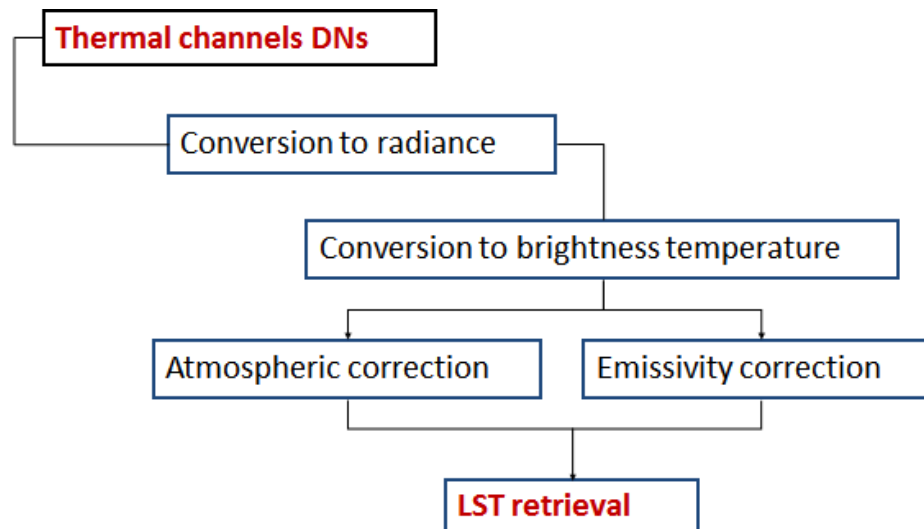 Thermal channels DNs
Conversion to radiance
Conversion to brightness temperature
Atmospheric correction
Emissivity correction
LST retrieval